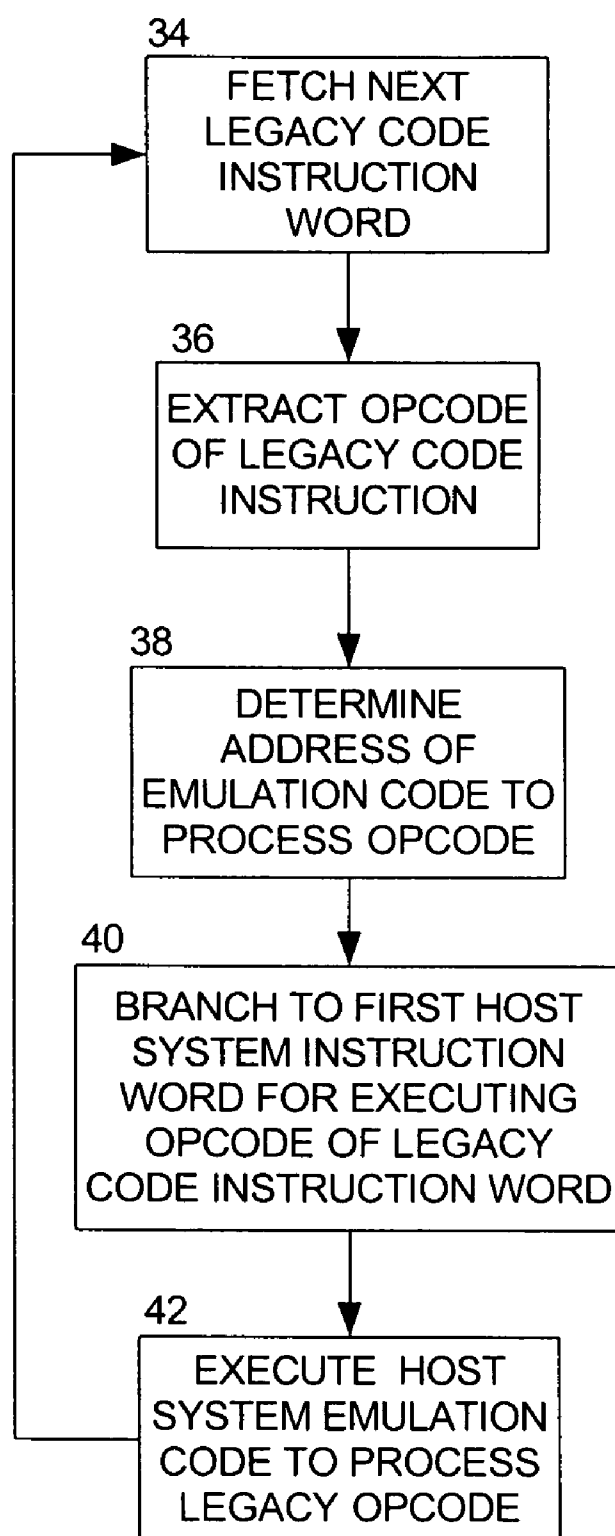 34
FETCH NEXT
LEGACY CODE
INSTRUCTION
WORD
36
EXTRACT OPCODE
OF LEGACY CODE
INSTRUCTION
38
DETERMINE
ADDRESS OF
EMULATION CODE TO
PROCESS OPCODE
40
BRANCH TO FIRST HOST
SYSTEM INSTRUCTION
WORD FOR EXECUTING
OPCODE OF LEGACY
CODE INSTRUCTION WORD
42
EXECUTE HOST
SYSTEM EMULATION
CODE TO PROCESS
LEGACY OPCODE